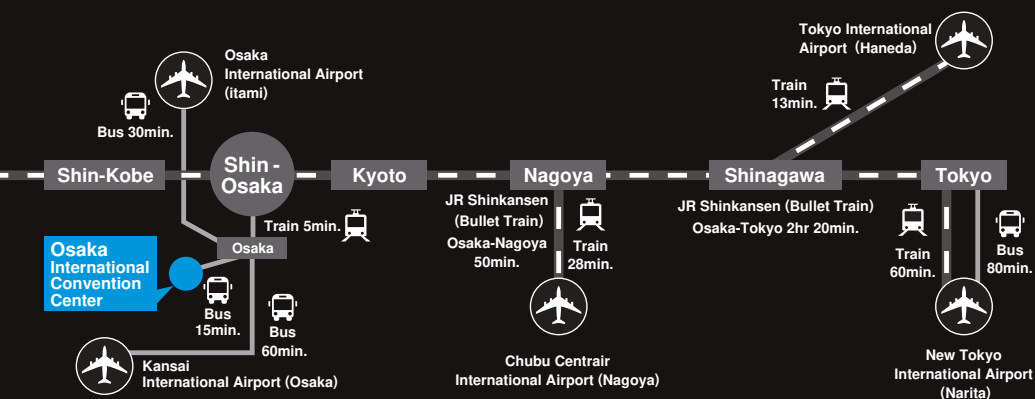 Osaka
International Airport
(itami)
Bus 30min.
Tokyo International
Airport (Haneda)
Train
13min.
Shin-Kobe
Shin -
Osaka
Kyoto
Nagoya
Shinagawa
Tokyo
Train 5min.
Osaka
Osaka
International
Convention
Center
Bus
15min.
Bus
60min.
Kansai
International Airport (Osaka)
JR Shinkansen
(Bullet Train)
Osaka-Nagoya
50min.
Train
28min.
Chubu Centrair
International Airport (Nagoya)
JR Shinkansen (Bullet Train)
Osaka-Tokyo 2hr 20min.
Train
60min.
Bus
80min.
New Tokyo
International Airport
(Narita)